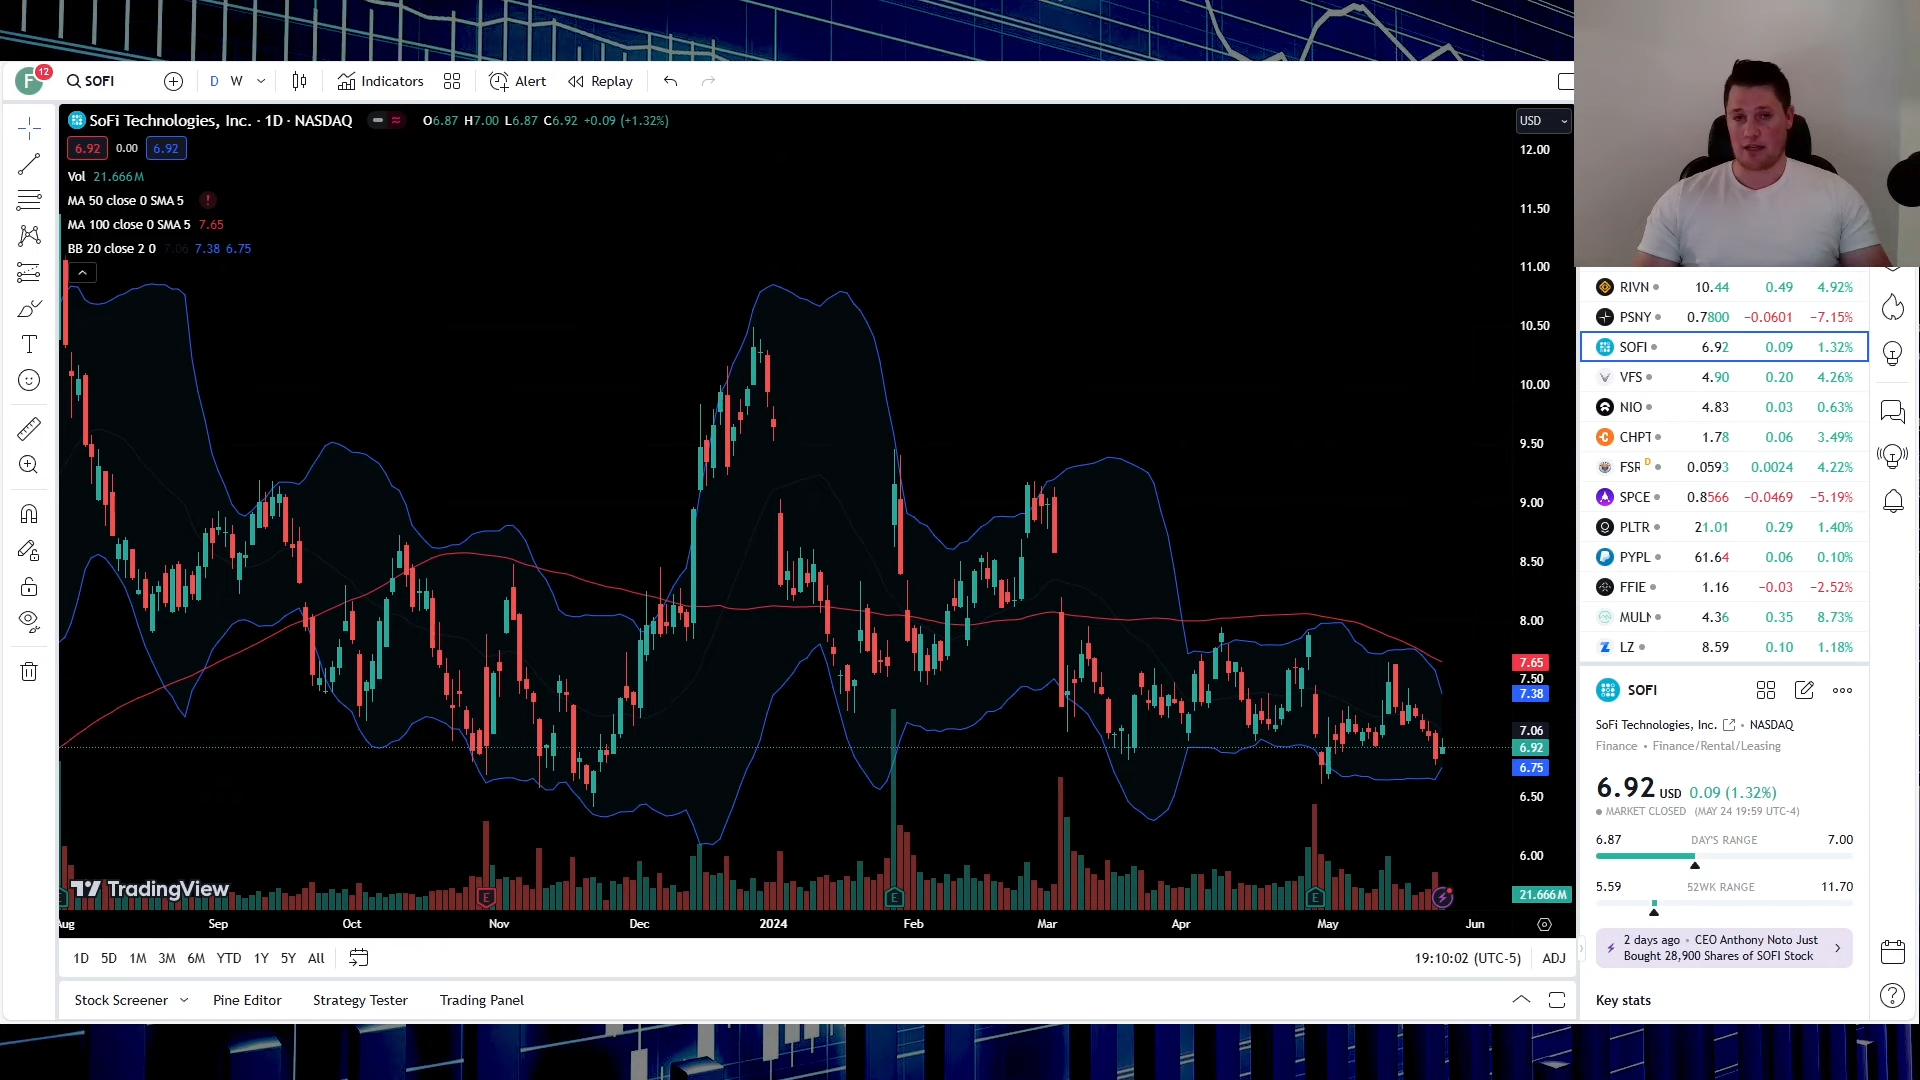 F 12 SOFI D W Indicators Alert Replay
SoFi Technologies, Inc. · 1D · NASDAQ O6.87 H7.00 L6.87 C6.92 +0.09 (+1.32%)
6.92 0.00 6.92
Vol 21.666M
MA 50 close 0 SMA 5 !
MA 100 close 0 SMA 5 7.65
BB 20 close 2 0 7.06 7.38 6.75
USD
12.00
11.50
11.00
10.50
10.00
9.50
9.00
8.50
8.00
7.65
7.50
7.38
7.06
6.92
6.75
6.50
6.00
21.666M
TradingView
E E E
Aug Sep Oct Nov Dec 2024 Feb Mar Apr May Jun
1D 5D 1M 3M 6M YTD 1Y 5Y All 19:10:02 (UTC-5) ADJ
Stock Screener Pine Editor Strategy Tester Trading Panel
RIVN 10.44 0.49 4.92%
PSNY 0.7800 −0.0601 −7.15%
SOFI 6.92 0.09 1.32%
VFS 4.90 0.20 4.26%
NIO 4.83 0.03 0.63%
CHPT 1.78 0.06 3.49%
FSR D 0.0593 0.0024 4.22%
SPCE 0.8566 −0.0469 −5.19%
PLTR 21.01 0.29 1.40%
PYPL 61.64 0.06 0.10%
FFIE 1.16 −0.03 −2.52%
MULN 4.36 0.35 8.73%
LZ 8.59 0.10 1.18%
SOFI
SoFi Technologies, Inc. · NASDAQ
Finance • Finance/Rental/Leasing
6.92 USD 0.09 (1.32%)
MARKET CLOSED (MAY 24 19:59 UTC-4)
6.87 DAY'S RANGE 7.00
5.59 52WK RANGE 11.70
2 days ago • CEO Anthony Noto Just
Bought 28,900 Shares of SOFI Stock
Key stats